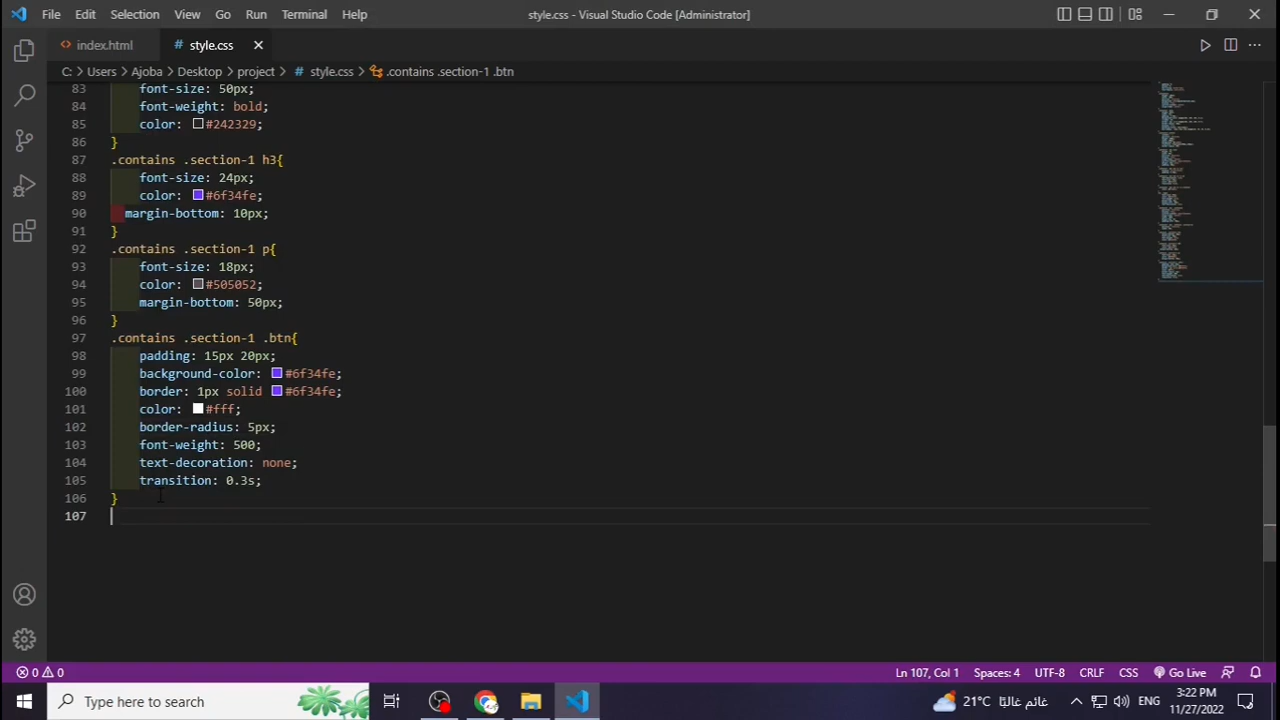 File Edit Selection View Go Run Terminal Help style.css - Visual Studio Code [Administrator]
<> index.html # style.css
C: > Users > Ajoba > Desktop > project > # style.css > .contains .section-1 .btn
83 font-size: 50px;
84 font-weight: bold;
85 color: #242329;
86 }
87 .contains .section-1 h3{
88 font-size: 24px;
89 color: #6f34fe;
90 margin-bottom: 10px;
91 }
92 .contains .section-1 p{
93 font-size: 18px;
94 color: #505052;
95 margin-bottom: 50px;
96 }
97 .contains .section-1 .btn{
98 padding: 15px 20px;
99 background-color: #6f34fe;
100 border: 1px solid #6f34fe;
101 color: #fff;
102 border-radius: 5px;
103 font-weight: 500;
104 text-decoration: none;
105 transition: 0.3s;
106 }
107
0 0 Ln 107, Col 1 Spaces: 4 UTF-8 CRLF CSS Go Live
Type here to search 21°C غائم غالبًا ENG 3:22 PM
11/27/2022